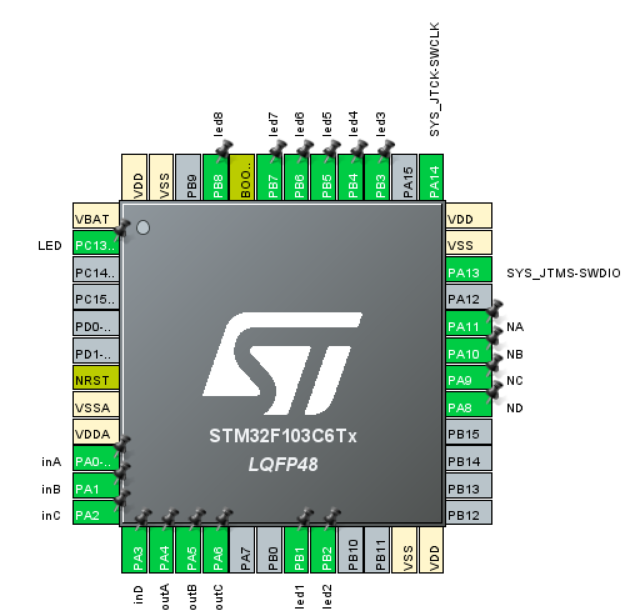 SYS_JTCK-SWCLK
led8
led7
led6
led5
led4
led3
VDD
VSS
PB9
PB8
BOO..
PB7
PB6
PB5
PB4
PB3
PA15
PA14
VBAT
LED PC13..
PC14..
PC15..
PD0-..
PD1-..
NRST
VSSA
VDDA
inA PA0-..
inB PA1
inC PA2
VDD
VSS
PA13 SYS_JTMS-SWDIO
PA12
PA11 NA
PA10 NB
PA9 NC
PA8 ND
PB15
PB14
PB13
PB12
STM32F103C6Tx
LQFP48
PA3
PA4
PA5
PA6
PA7
PB0
PB1
PB2
PB10
PB11
VSS
VDD
inD
outA
outB
outC
led1
led2